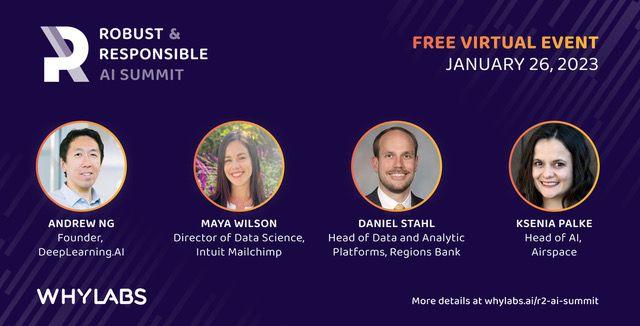 ROBUST &
RESPONSIBLE
AI SUMMIT
FREE VIRTUAL EVENT
JANUARY 26, 2023
ANDREW NG
Founder,
DeepLearning.AI
MAYA WILSON
Director of Data Science,
Intuit Mailchimp
DANIEL STAHL
Head of Data and Analytic
Platforms, Regions Bank
KSENIA PALKE
Head of AI,
Airspace
WHYLABS
More details at whylabs.ai/r2-ai-summit